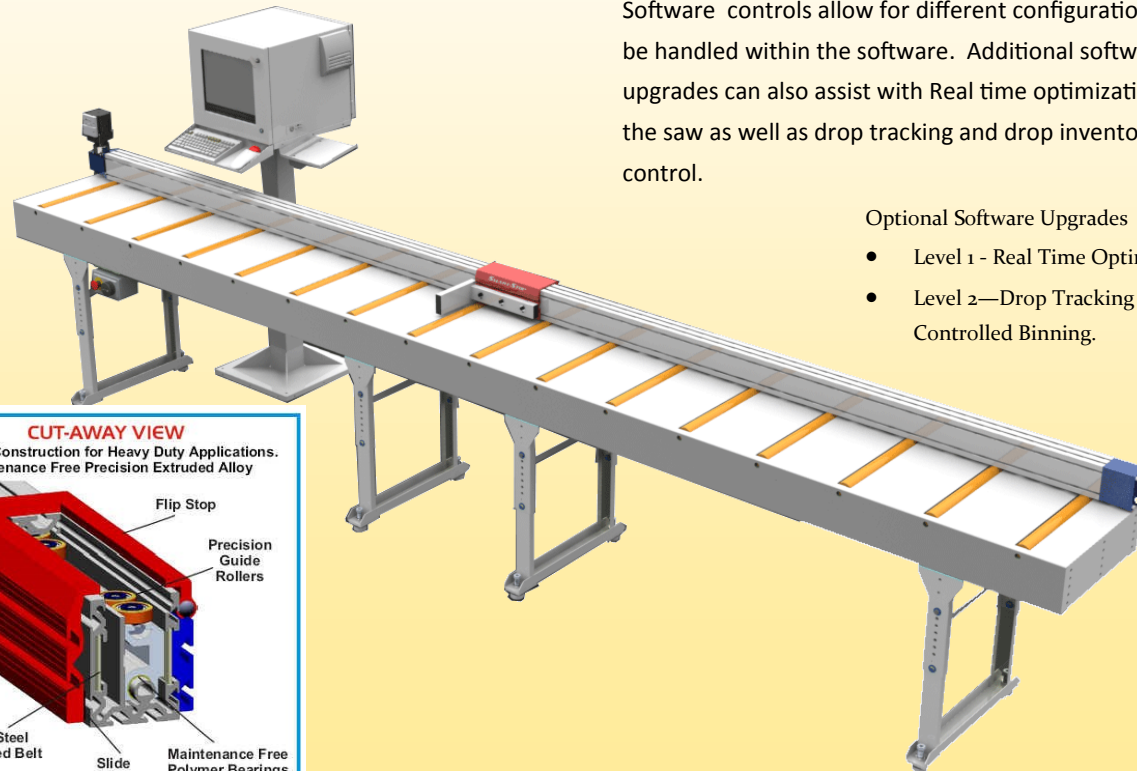 Software controls allow for different configuratio
be handled within the software. Additional softw
upgrades can also assist with Real time optimizati
the saw as well as drop tracking and drop invento
control.
Optional Software Upgrades
• Level 1 - Real Time Optin
• Level 2—Drop Tracking
Controlled Binning.
CUT-AWAY VIEW
Construction for Heavy Duty Applications.
enance Free Precision Extruded Alloy
Flip Stop
Precision
Guide
Rollers
Steel
ed Belt
Slide
Maintenance Free
Polymer Bearings